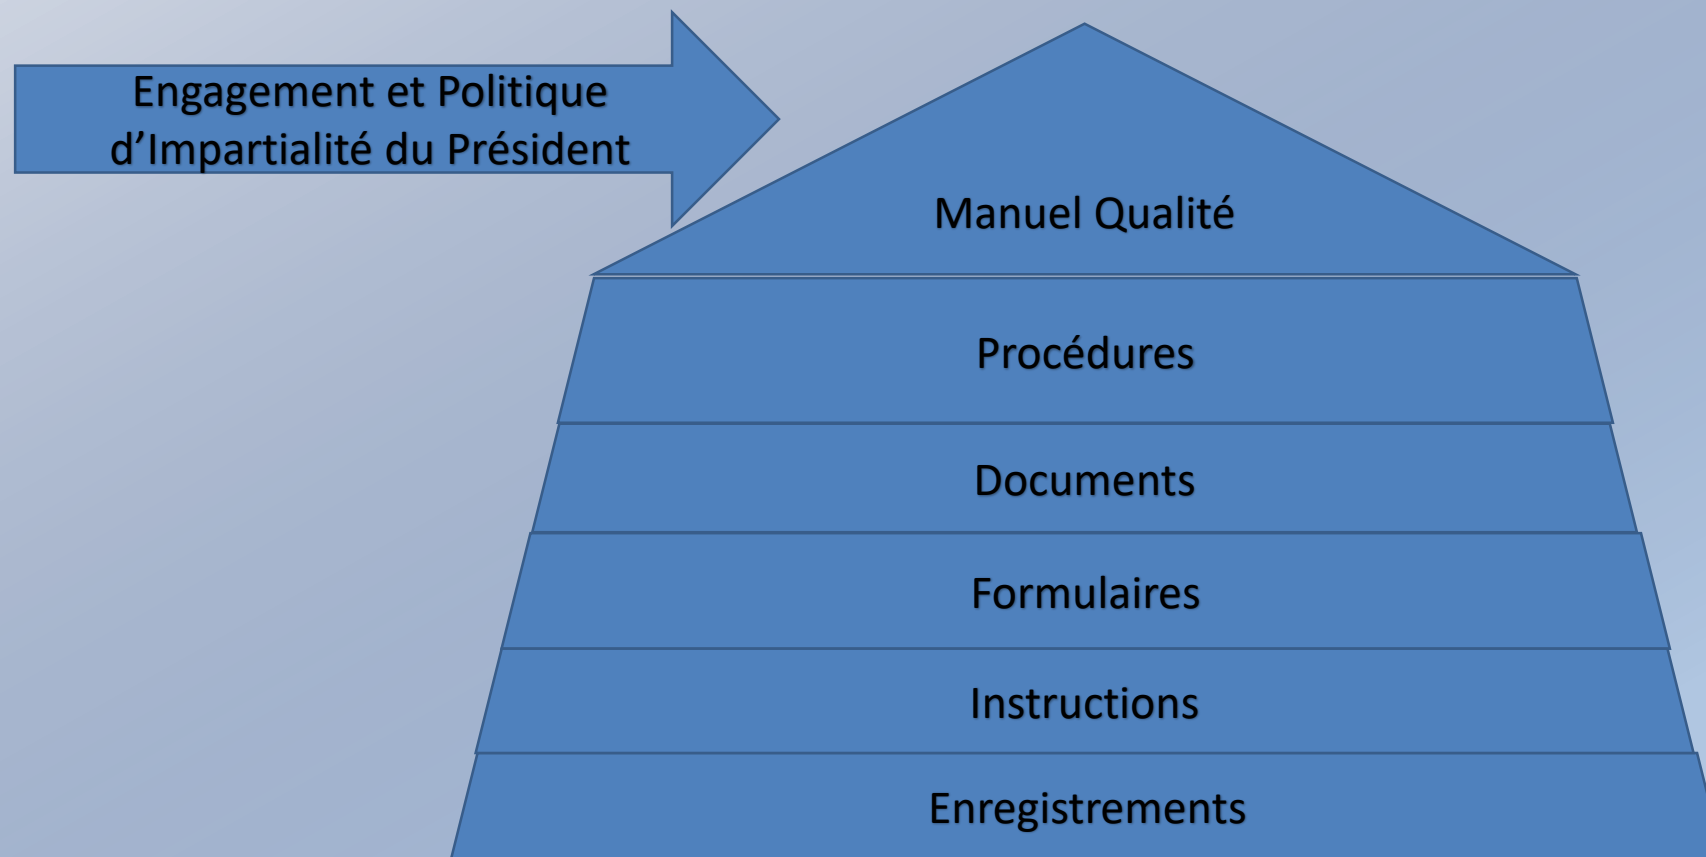 Engagement et Politique
d’Impartialité du Président
Manuel Qualité
Procédures
Documents
Formulaires
Instructions
Enregistrements